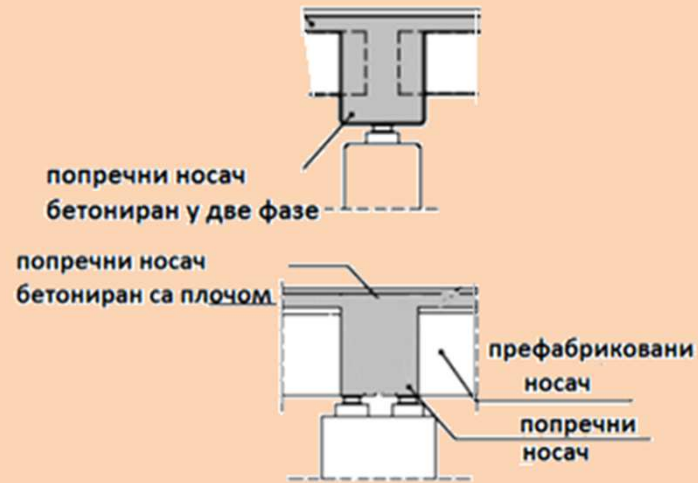 попречни носач
бетониран у две фазе
попречни носач
бетониран са плочом
префабриковани
носач
попречни
носач